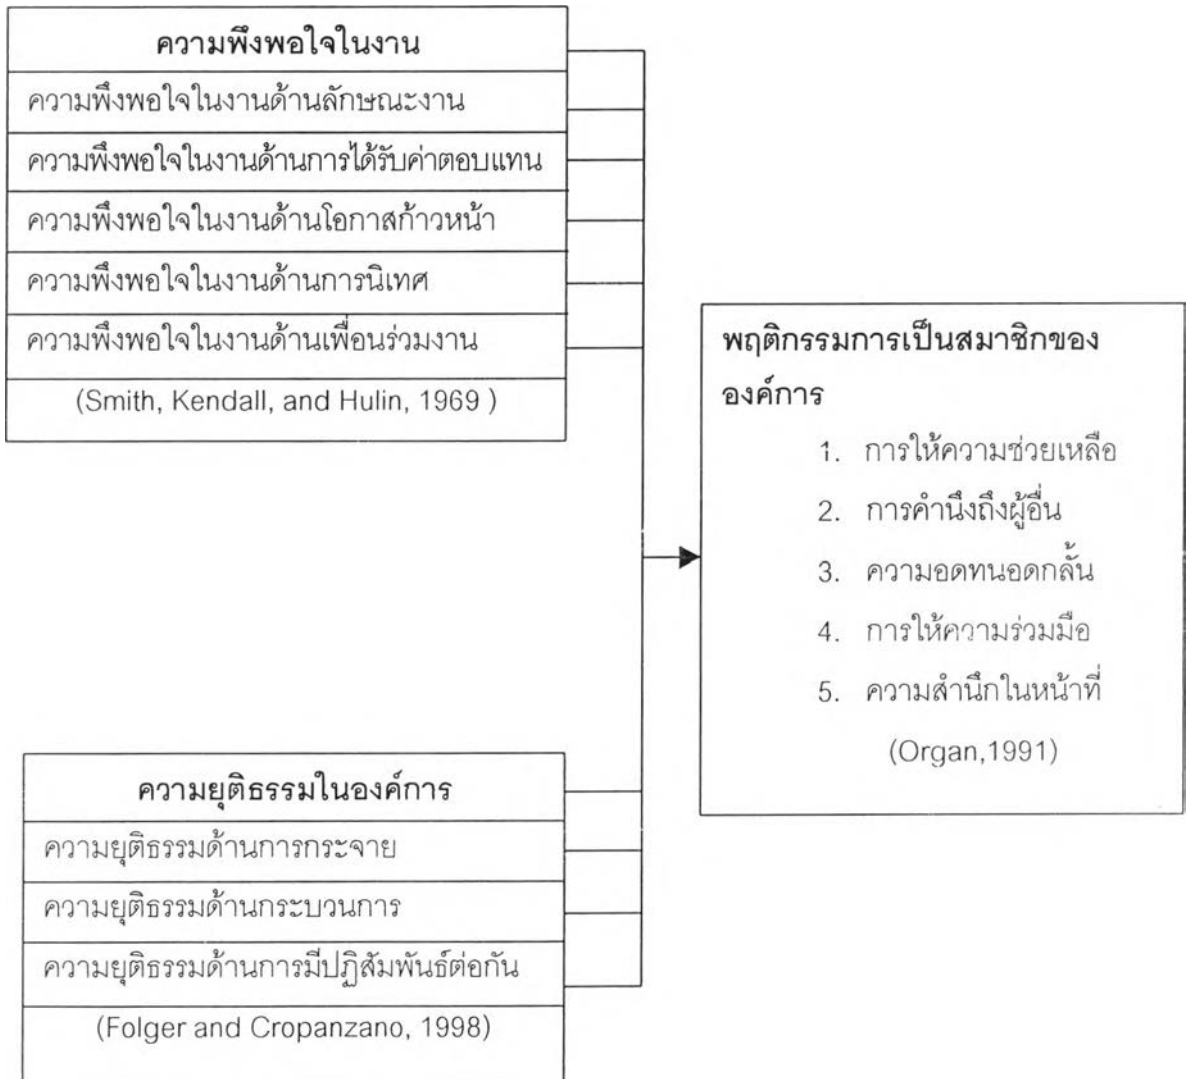 ความพึงพอใจในงาน
ความพึงพอใจในงานด้านลักษณะงาน
ความพึงพอใจในงานด้านการได้รับค่าตอบแทน
ความพึงพอใจในงานด้านโอกาสก้าวหน้า
ความพึงพอใจในงานด้านการนิเทศ
ความพึงพอใจในงานด้านเพื่อนร่วมงาน
(Smith, Kendall, and Hulin, 1969 )
ความยุติธรรมในองค์การ
ความยุติธรรมด้านการกระจาย
ความยุติธรรมด้านกระบวนการ
ความยุติธรรมด้านการมีปฏิสัมพันธ์ต่อกัน
(Folger and Cropanzano, 1998)
พฤติกรรมการเป็นสมาชิกของ
องค์การ
1. การให้ความช่วยเหลือ
2. การคำนึงถึงผู้อื่น
3. ความอดทนอดกลั้น
4. การให้ความร่วมมือ
5. ความสำนึกในหน้าที่
(Organ,1991)